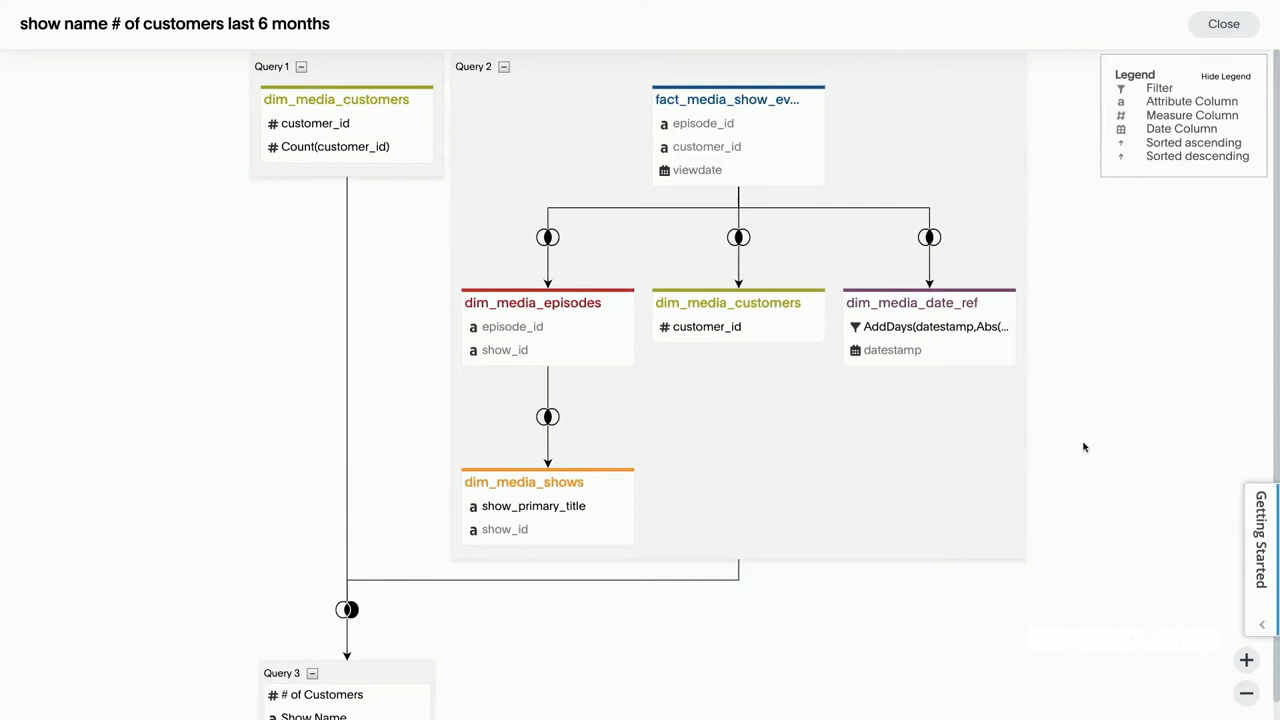 show name # of customers last 6 months
Close
Query 1
dim_media_customers
# customer_id
# Count(customer_id)
Query 2
fact_media_show_ev...
a episode_id
a customer_id
viewdate
dim_media_episodes
a episode_id
a show_id
dim_media_customers
# customer_id
dim_media_date_ref
AddDays(datestamp,Abs(...
datestamp
dim_media_shows
a show_primary_title
a show_id
Query 3
# # of Customers
a Show Name
Legend
Hide Legend
Filter
a Attribute Column
# Measure Column
Date Column
↑ Sorted ascending
↑ Sorted descending
Getting Started